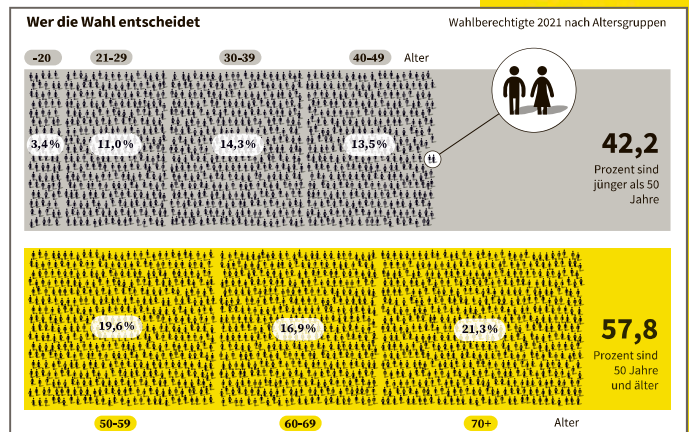 Wer die Wahl entscheidet
Wahlberechtigte 2021 nach Altersgruppen
-20 21-29 30-39 40-49 Alter
3,4% 11,0% 14,3% 13,5%
42,2
Prozent sind
jünger als 50
Jahre
19,6% 16,9% 21,3%
57,8
Prozent sind
50 Jahre
und älter
50-59 60-69 70+ Alter